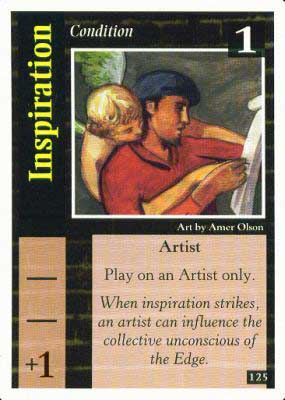 Condition
1
Inspiration
Art by Amer Olson
Artist
Play on an Artist only.
When inspiration strikes,
an artist can influence the
collective unconscious of
the Edge.
—
—
+1
125